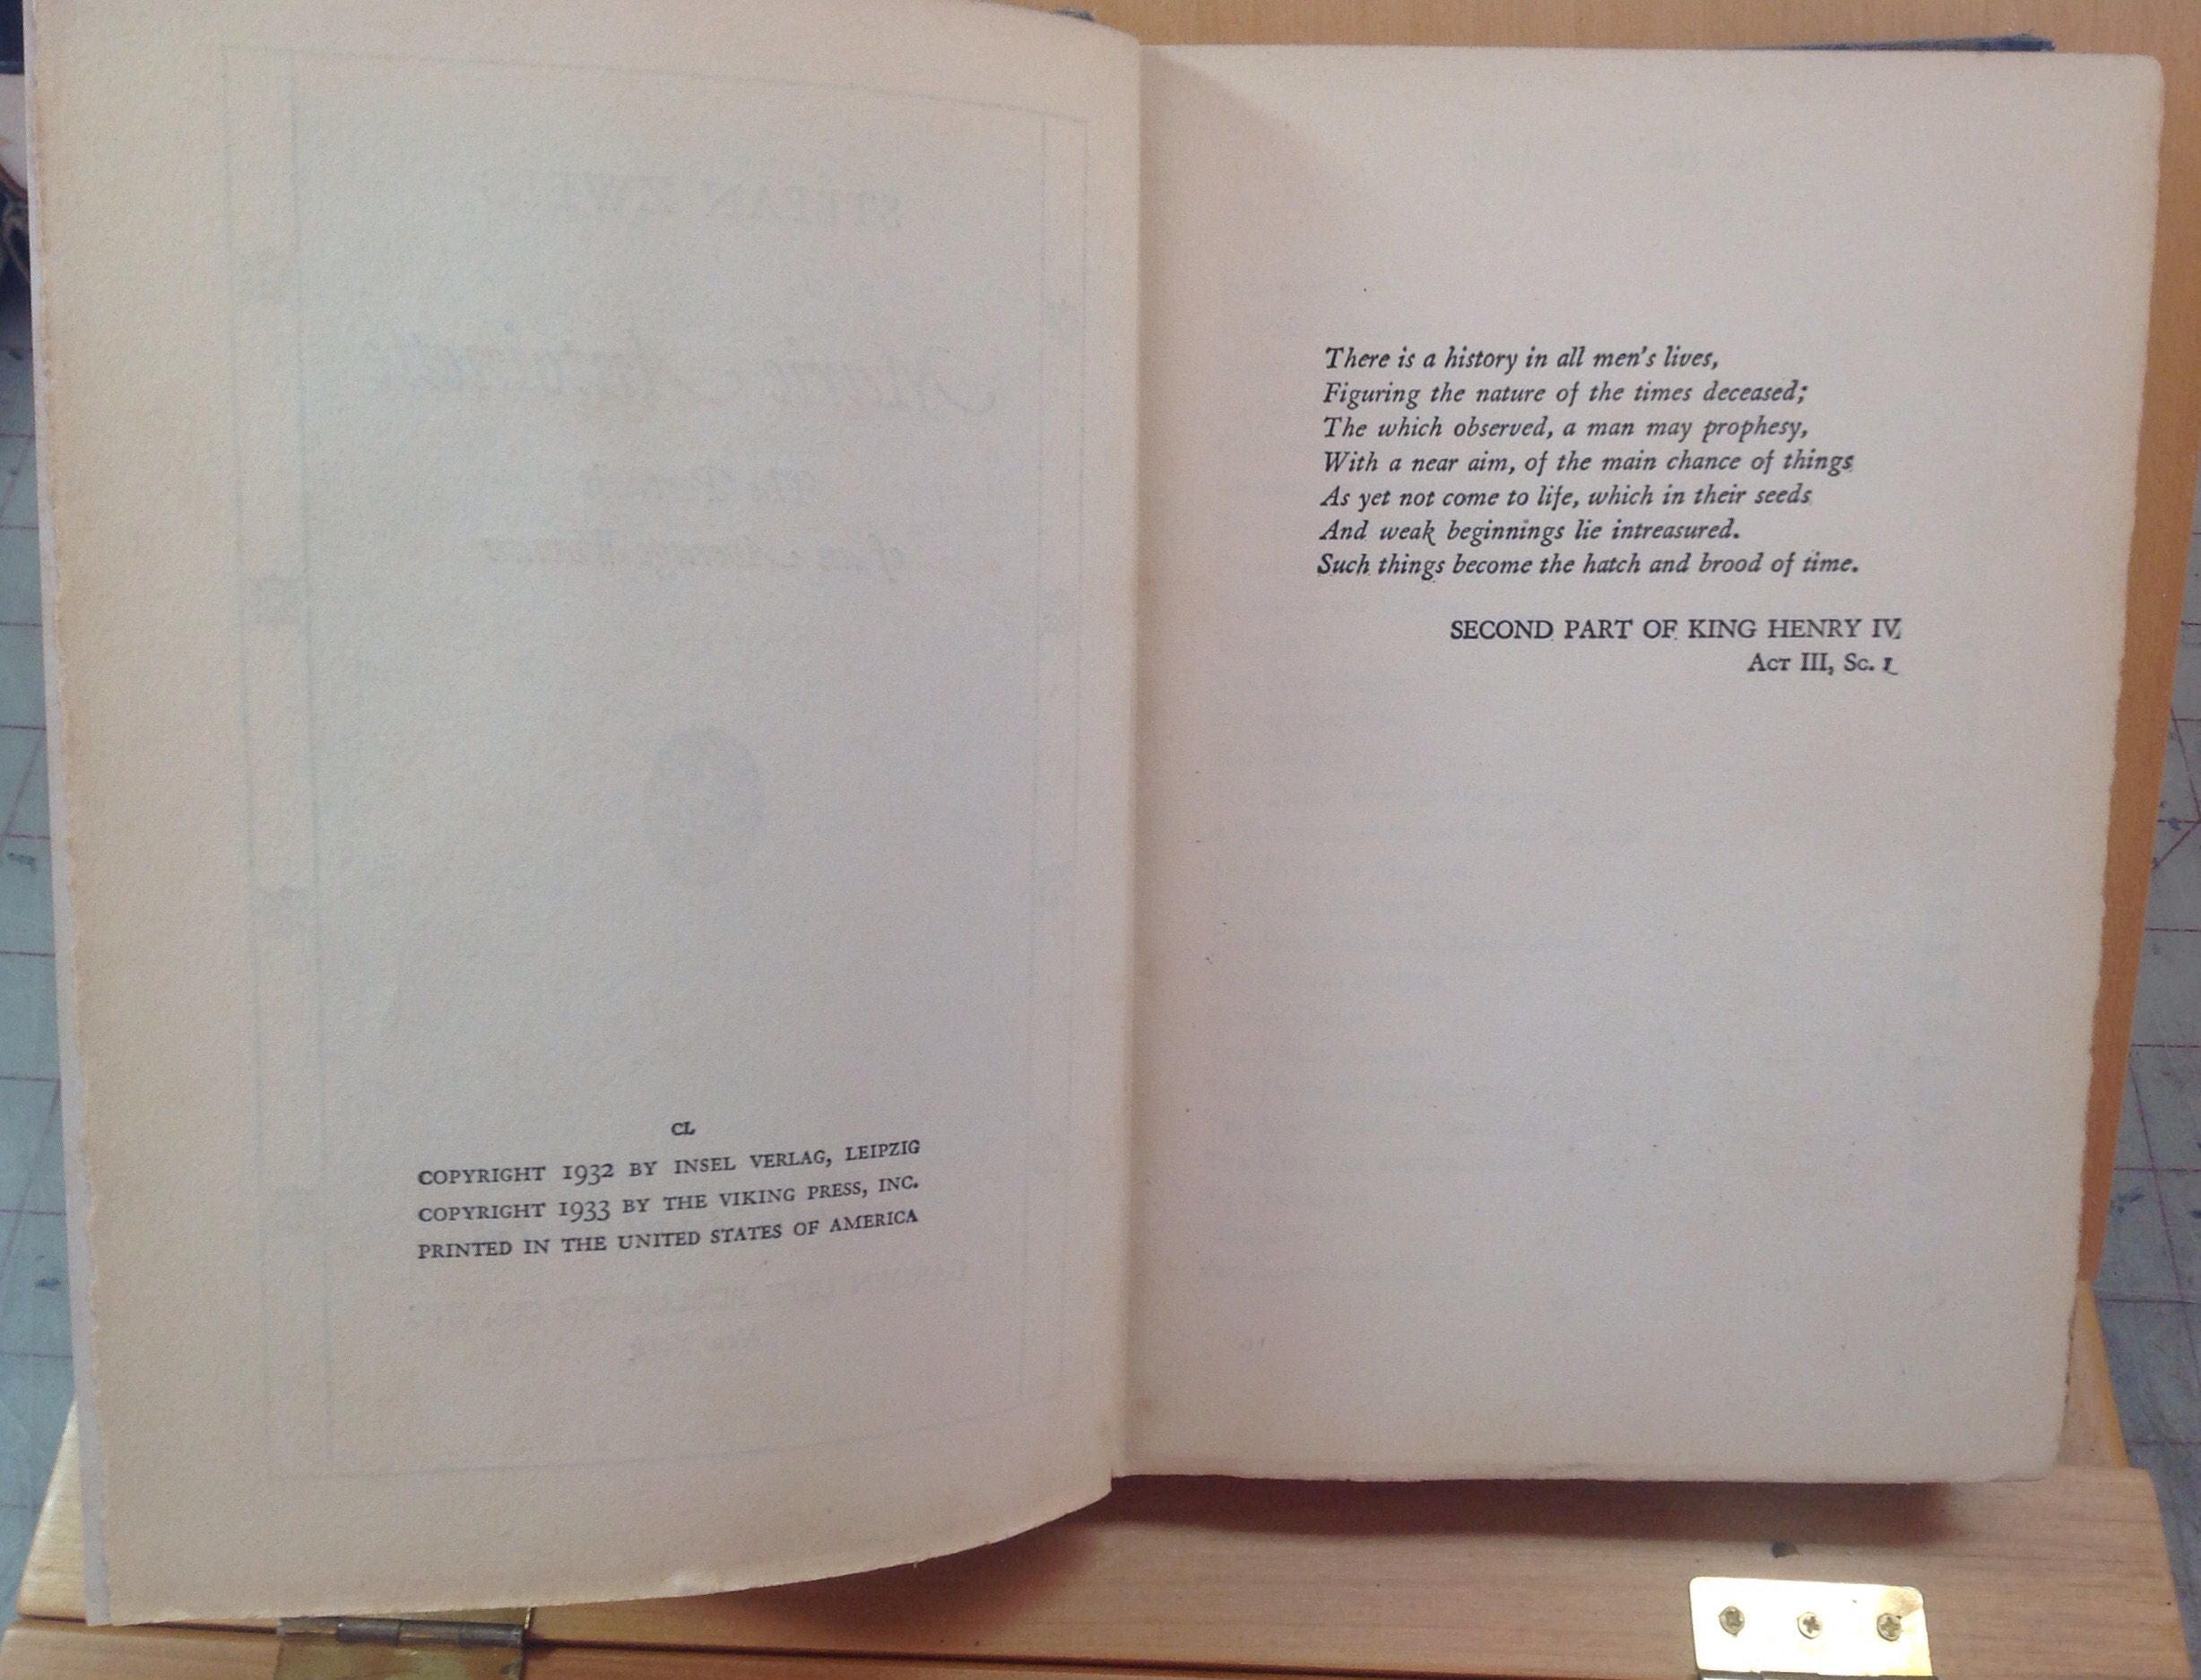 CL
COPYRIGHT 1932 BY INSEL VERLAG, LEIPZIG
COPYRIGHT 1933 BY THE VIKING PRESS, INC.
PRINTED IN THE UNITED STATES OF AMERICA
There is a history in all men's lives,
Figuring the nature of the times deceased;
The which observed, a man may prophesy,
With a near aim, of the main chance of things
As yet not come to life, which in their seeds
And weak beginnings lie intreasured.
Such things become the hatch and brood of time.
SECOND PART OF KING HENRY IV,
ACT III, SC. I